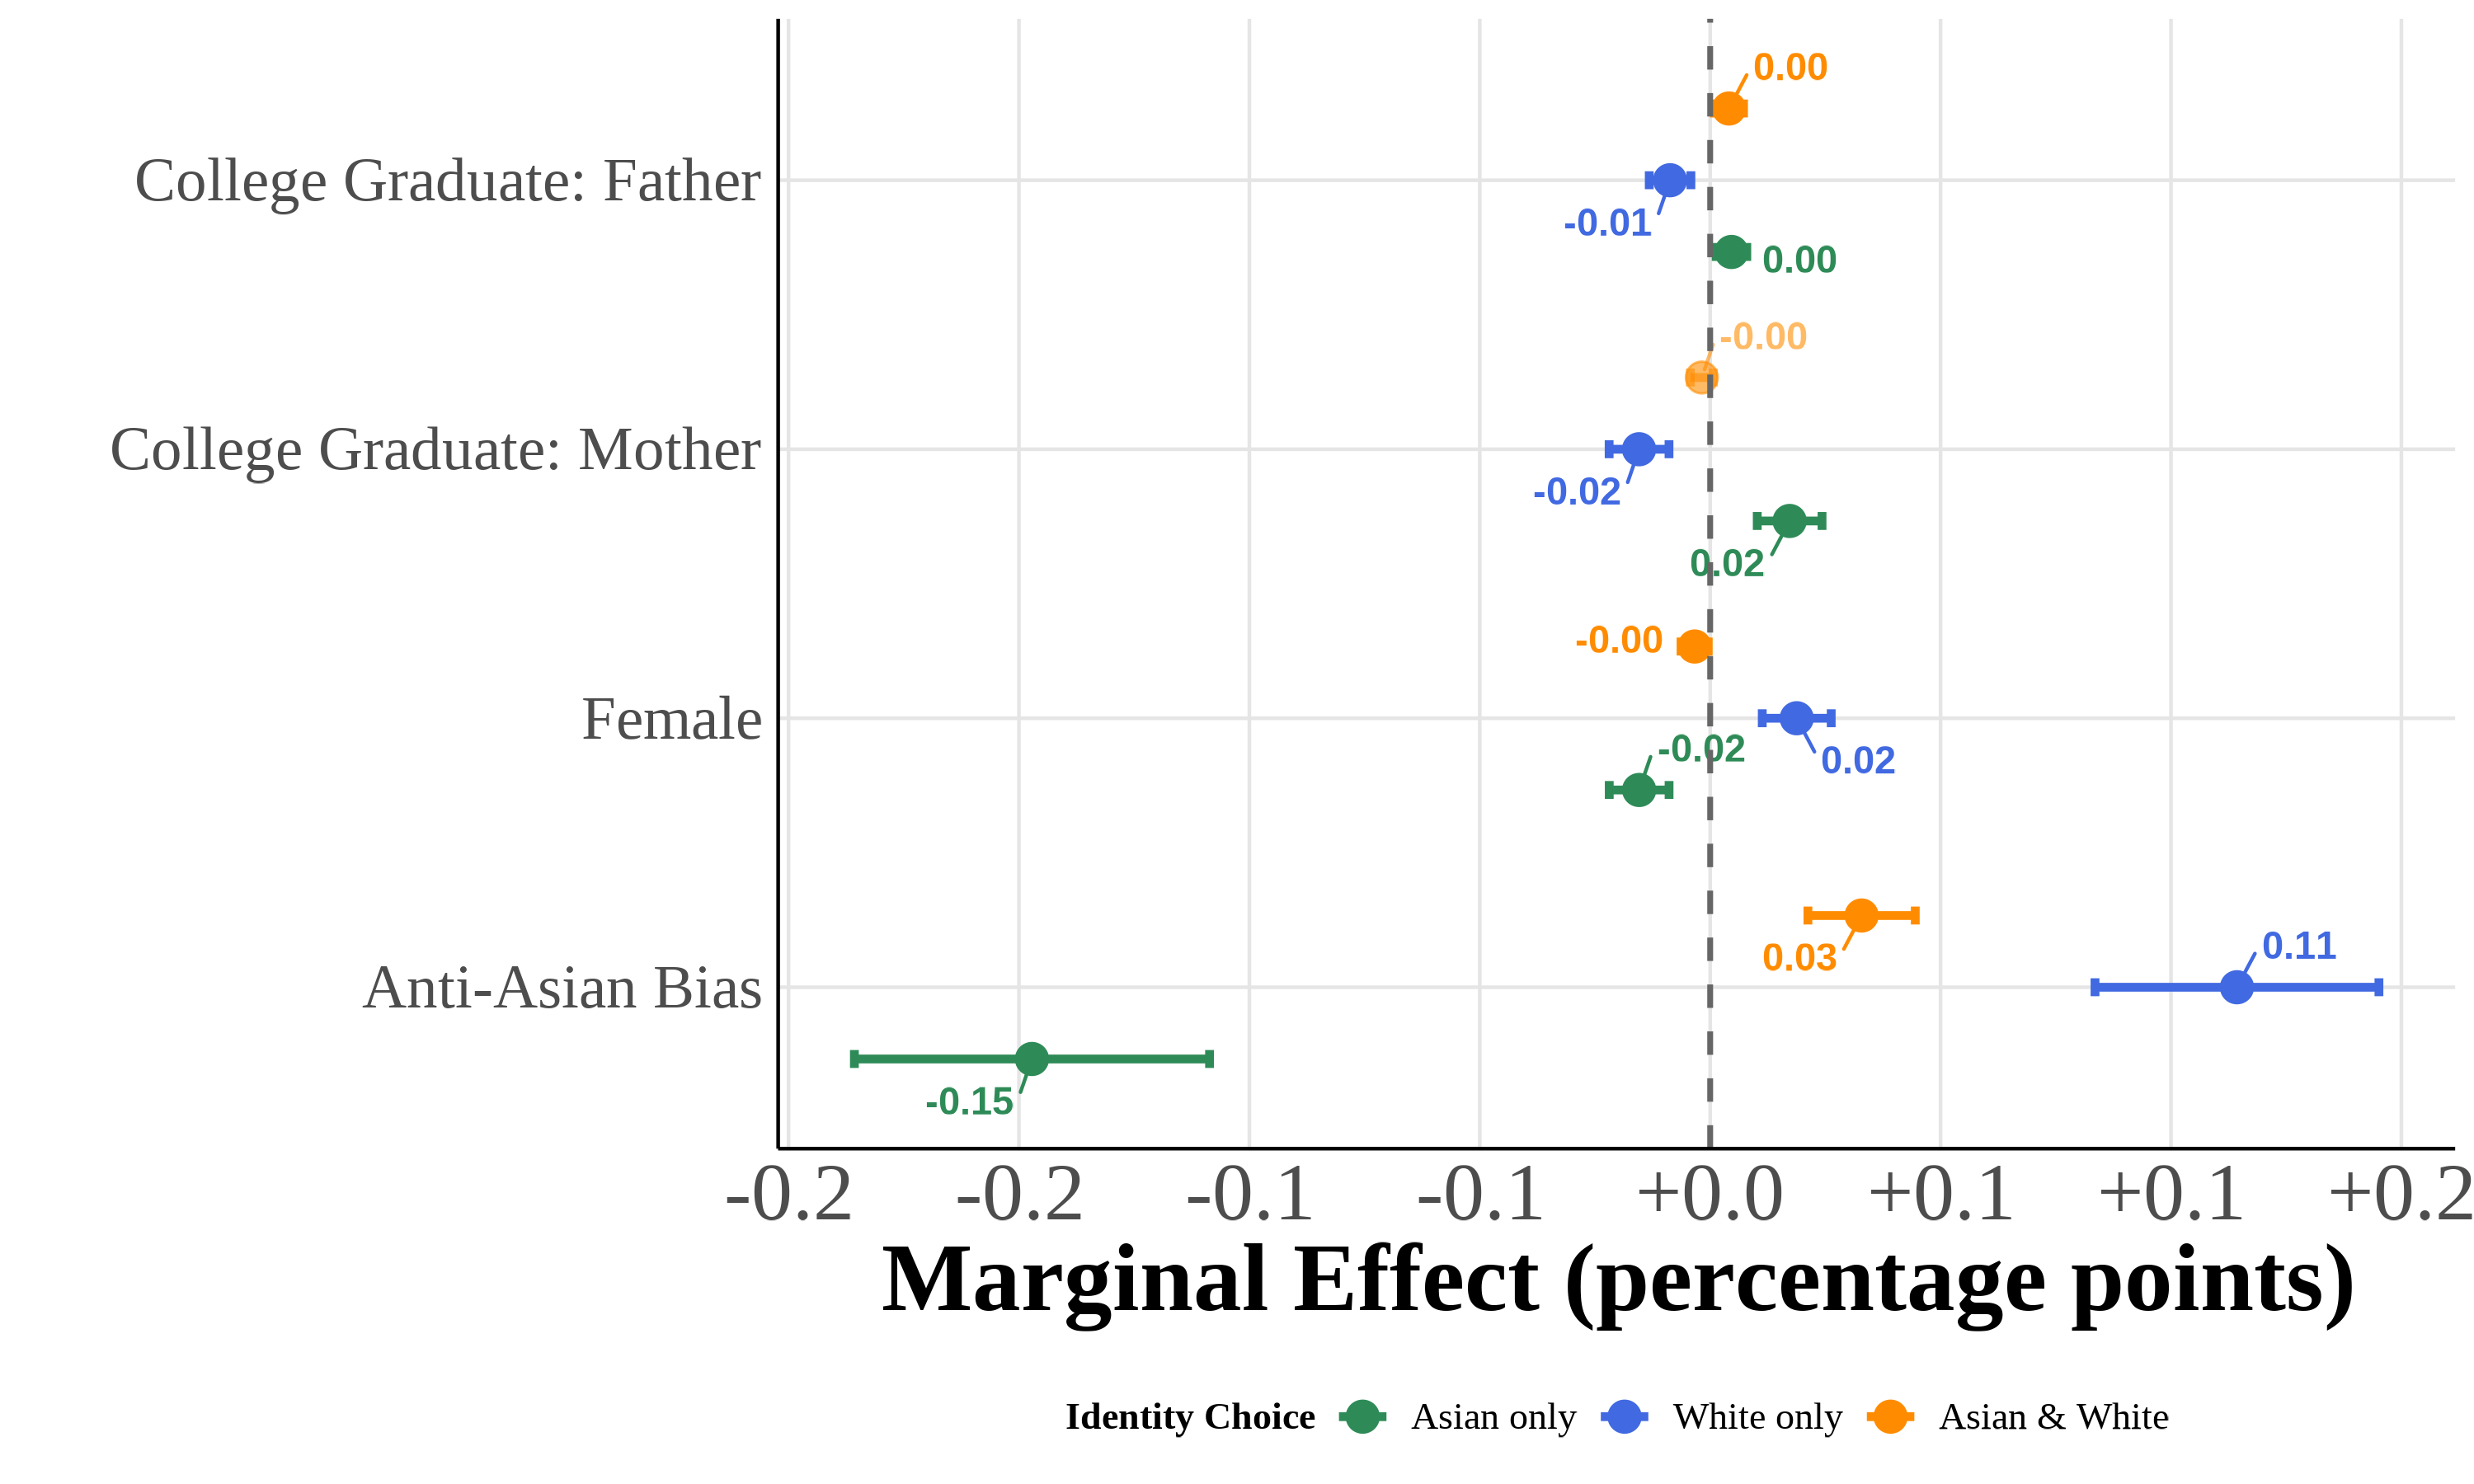 0.00
College Graduate: Father
-0.01
0.00
-0.00
College Graduate: Mother
-0.02
0.02
-0.00
Female
-0.02
0.02
0.03
0.11
Anti-Asian Bias
-0.15
-0.2 -0.2 -0.1 -0.1 +0.0 +0.1 +0.1 +0.2
Marginal Effect (percentage points)
Identity Choice Asian only White only Asian & White